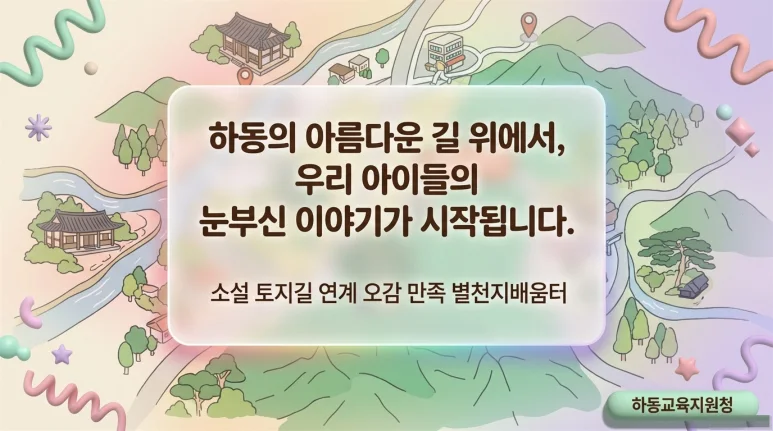 하동의 아름다운 길 위에서,
우리 아이들의
눈부신 이야기가 시작됩니다.
소설 토지길 연계 오감 만족 별천지배움터
하동교육지원청